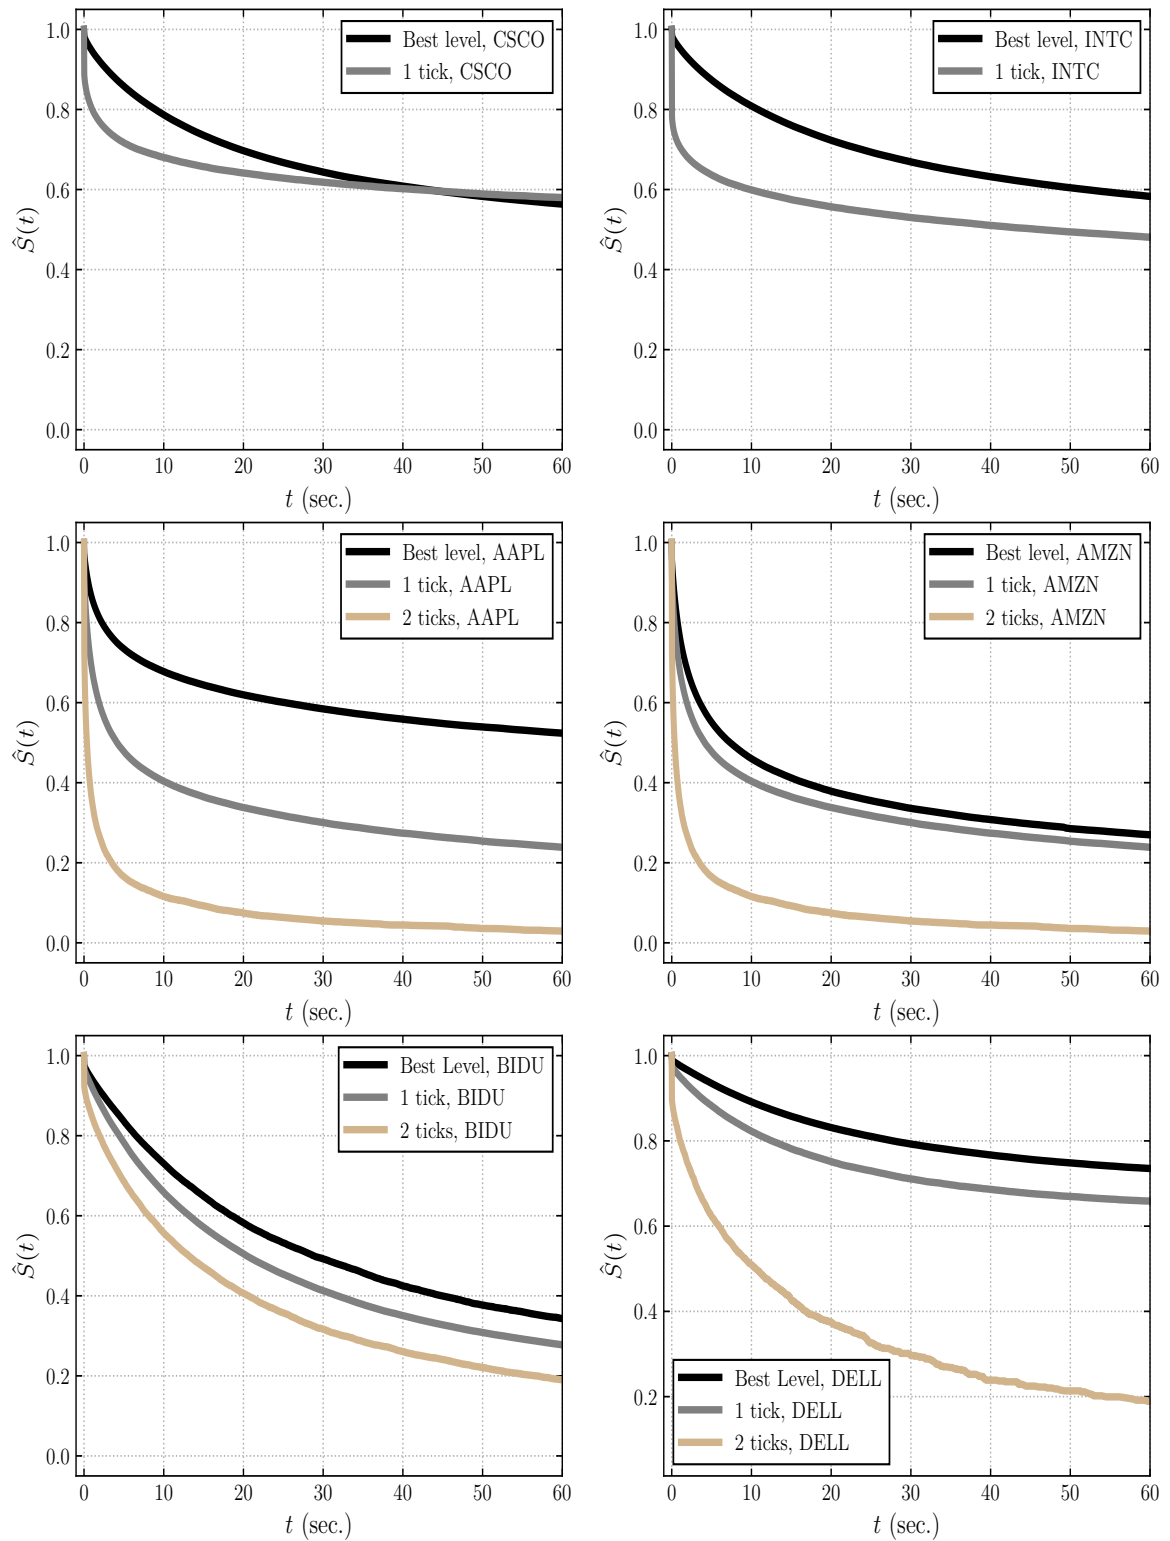 Best level, CSCO
1 tick, CSCO
1.0
0.8
0.6
0.4
0.2
0.0
Ŝ(t)
0 10 20 30 40 50 60
t (sec.)
Best level, INTC
1 tick, INTC
1.0
0.8
0.6
0.4
0.2
0.0
Ŝ(t)
0 10 20 30 40 50 60
t (sec.)
Best level, AAPL
1 tick, AAPL
2 ticks, AAPL
1.0
0.8
0.6
0.4
0.2
0.0
Ŝ(t)
0 10 20 30 40 50 60
t (sec.)
Best level, AMZN
1 tick, AMZN
2 ticks, AMZN
1.0
0.8
0.6
0.4
0.2
0.0
Ŝ(t)
0 10 20 30 40 50 60
t (sec.)
Best Level, BIDU
1 tick, BIDU
2 ticks, BIDU
1.0
0.8
0.6
0.4
0.2
0.0
Ŝ(t)
0 10 20 30 40 50 60
t (sec.)
1.0
0.8
0.6
0.4
0.2
Ŝ(t)
Best Level, DELL
1 tick, DELL
2 ticks, DELL
0 10 20 30 40 50 60
t (sec.)